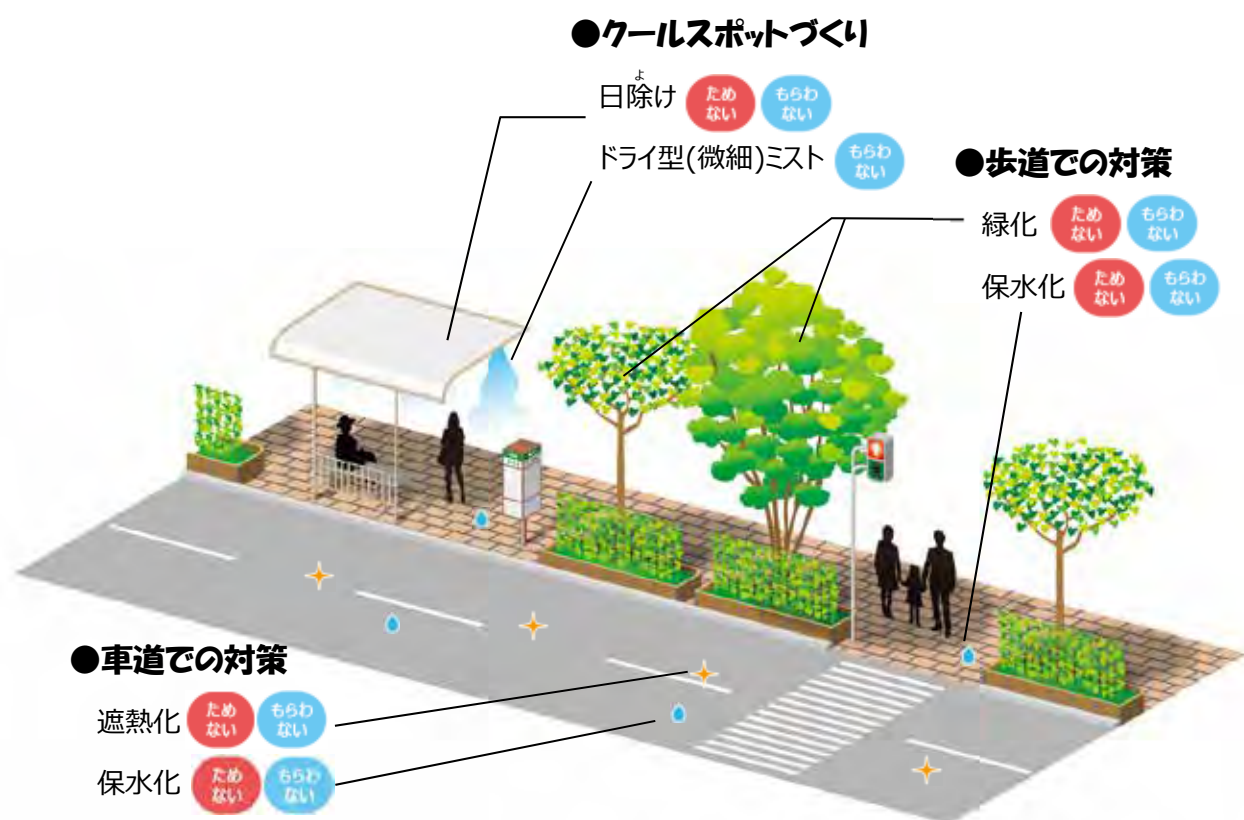 ●クールスポットづくり
よ
日除け ため ない もらわ ない
ドライ型(微細)ミスト もらわ ない
●歩道での対策
緑化 ため ない もらわ ない
保水化 ため ない もらわ ない
●車道での対策
遮熱化 ため ない もらわ ない
保水化 ため ない もらわ ない